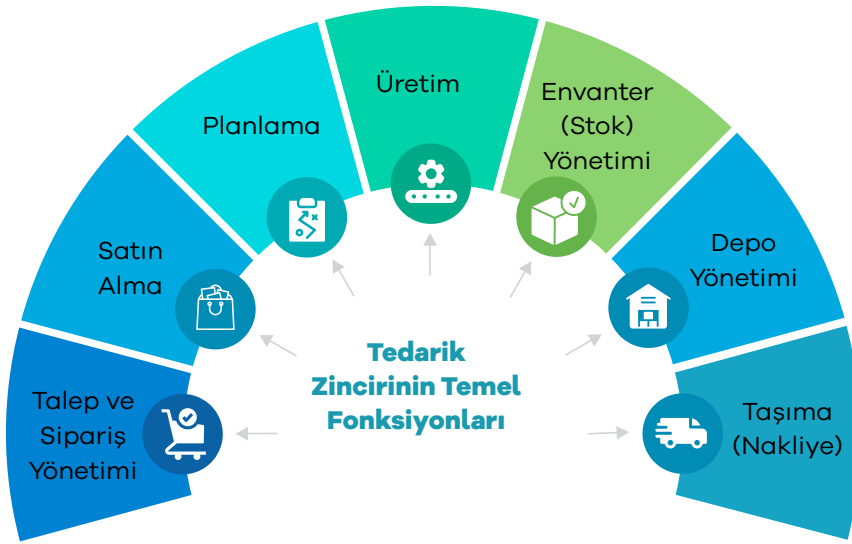 Talep ve
Sipariş
Yönetimi
Satın
Alma
Planlama
Üretim
Envanter
(Stok)
Yönetimi
Depo
Yönetimi
Taşıma
(Nakliye)
Tedarik
Zincirinin Temel
Fonksiyonları